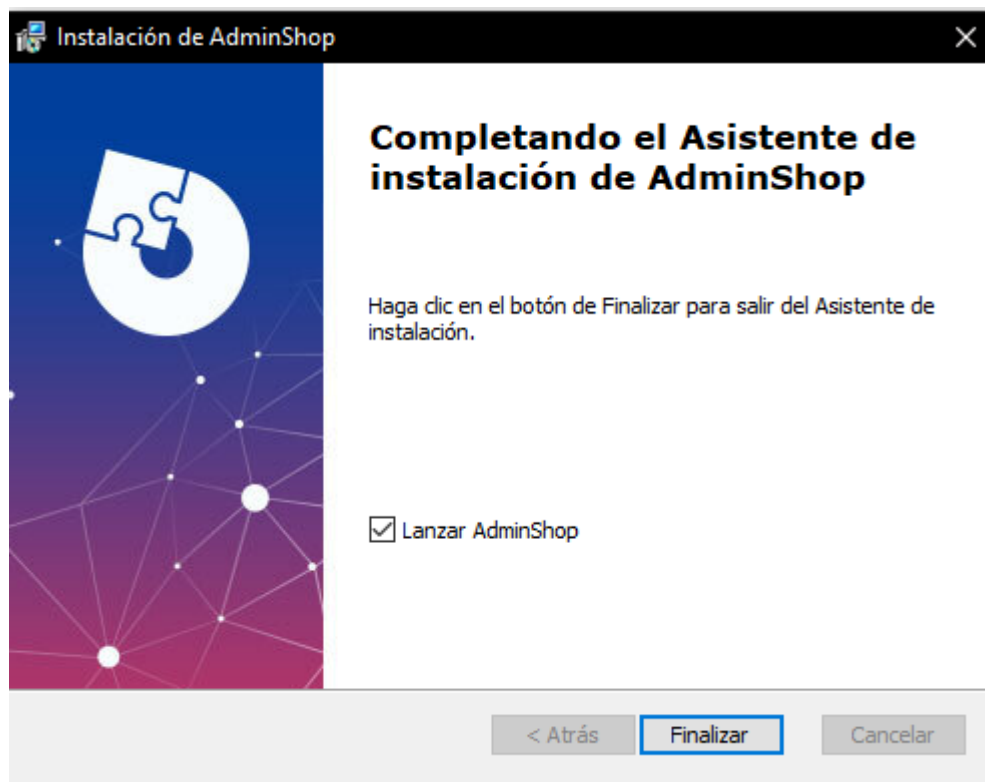 Instalación de AdminShop
Completando el Asistente de
instalación de AdminShop
Haga clic en el botón de Finalizar para salir del Asistente de
instalación.
Lanzar AdminShop
< Atrás
Finalizar
Cancelar